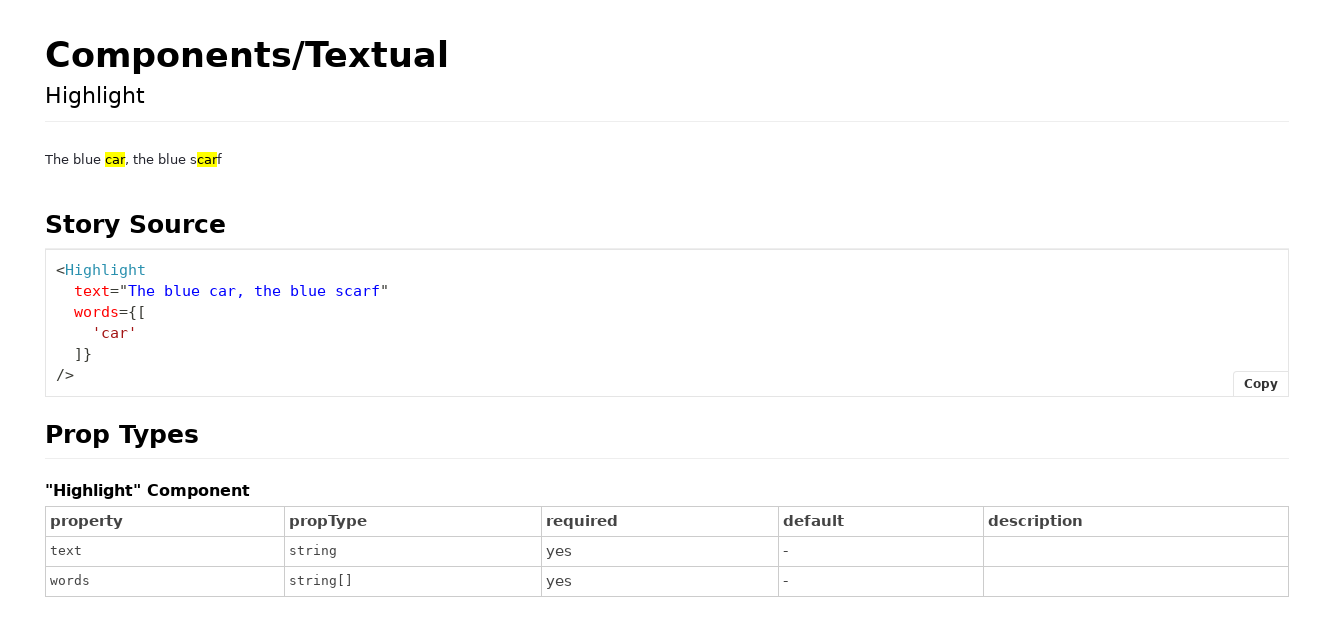 Components/Textual
Highlight
The blue car, the blue scarf
Story Source
<Highlight
  text="The blue car, the blue scarf"
  words={[
    'car'
  ]}
/>
Copy
Prop Types
"Highlight" Component
property propType required default description
text string yes -
words string[] yes -